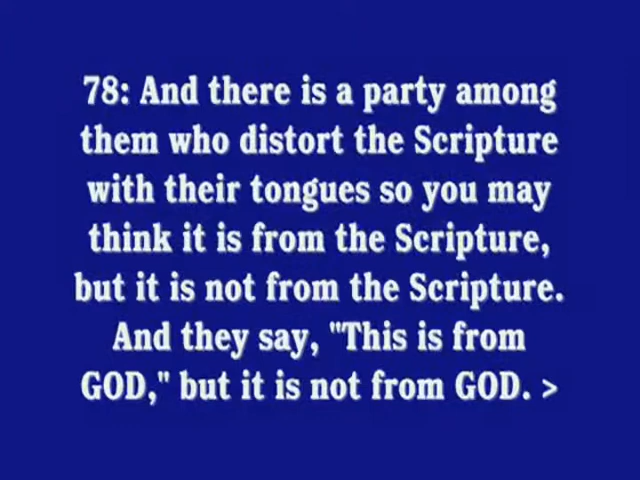 78: And there is a party among
them who distort the Scripture
with their tongues so you may
think it is from the Scripture,
but it is not from the Scripture.
And they say, "This is from
GOD," but it is not from GOD. >